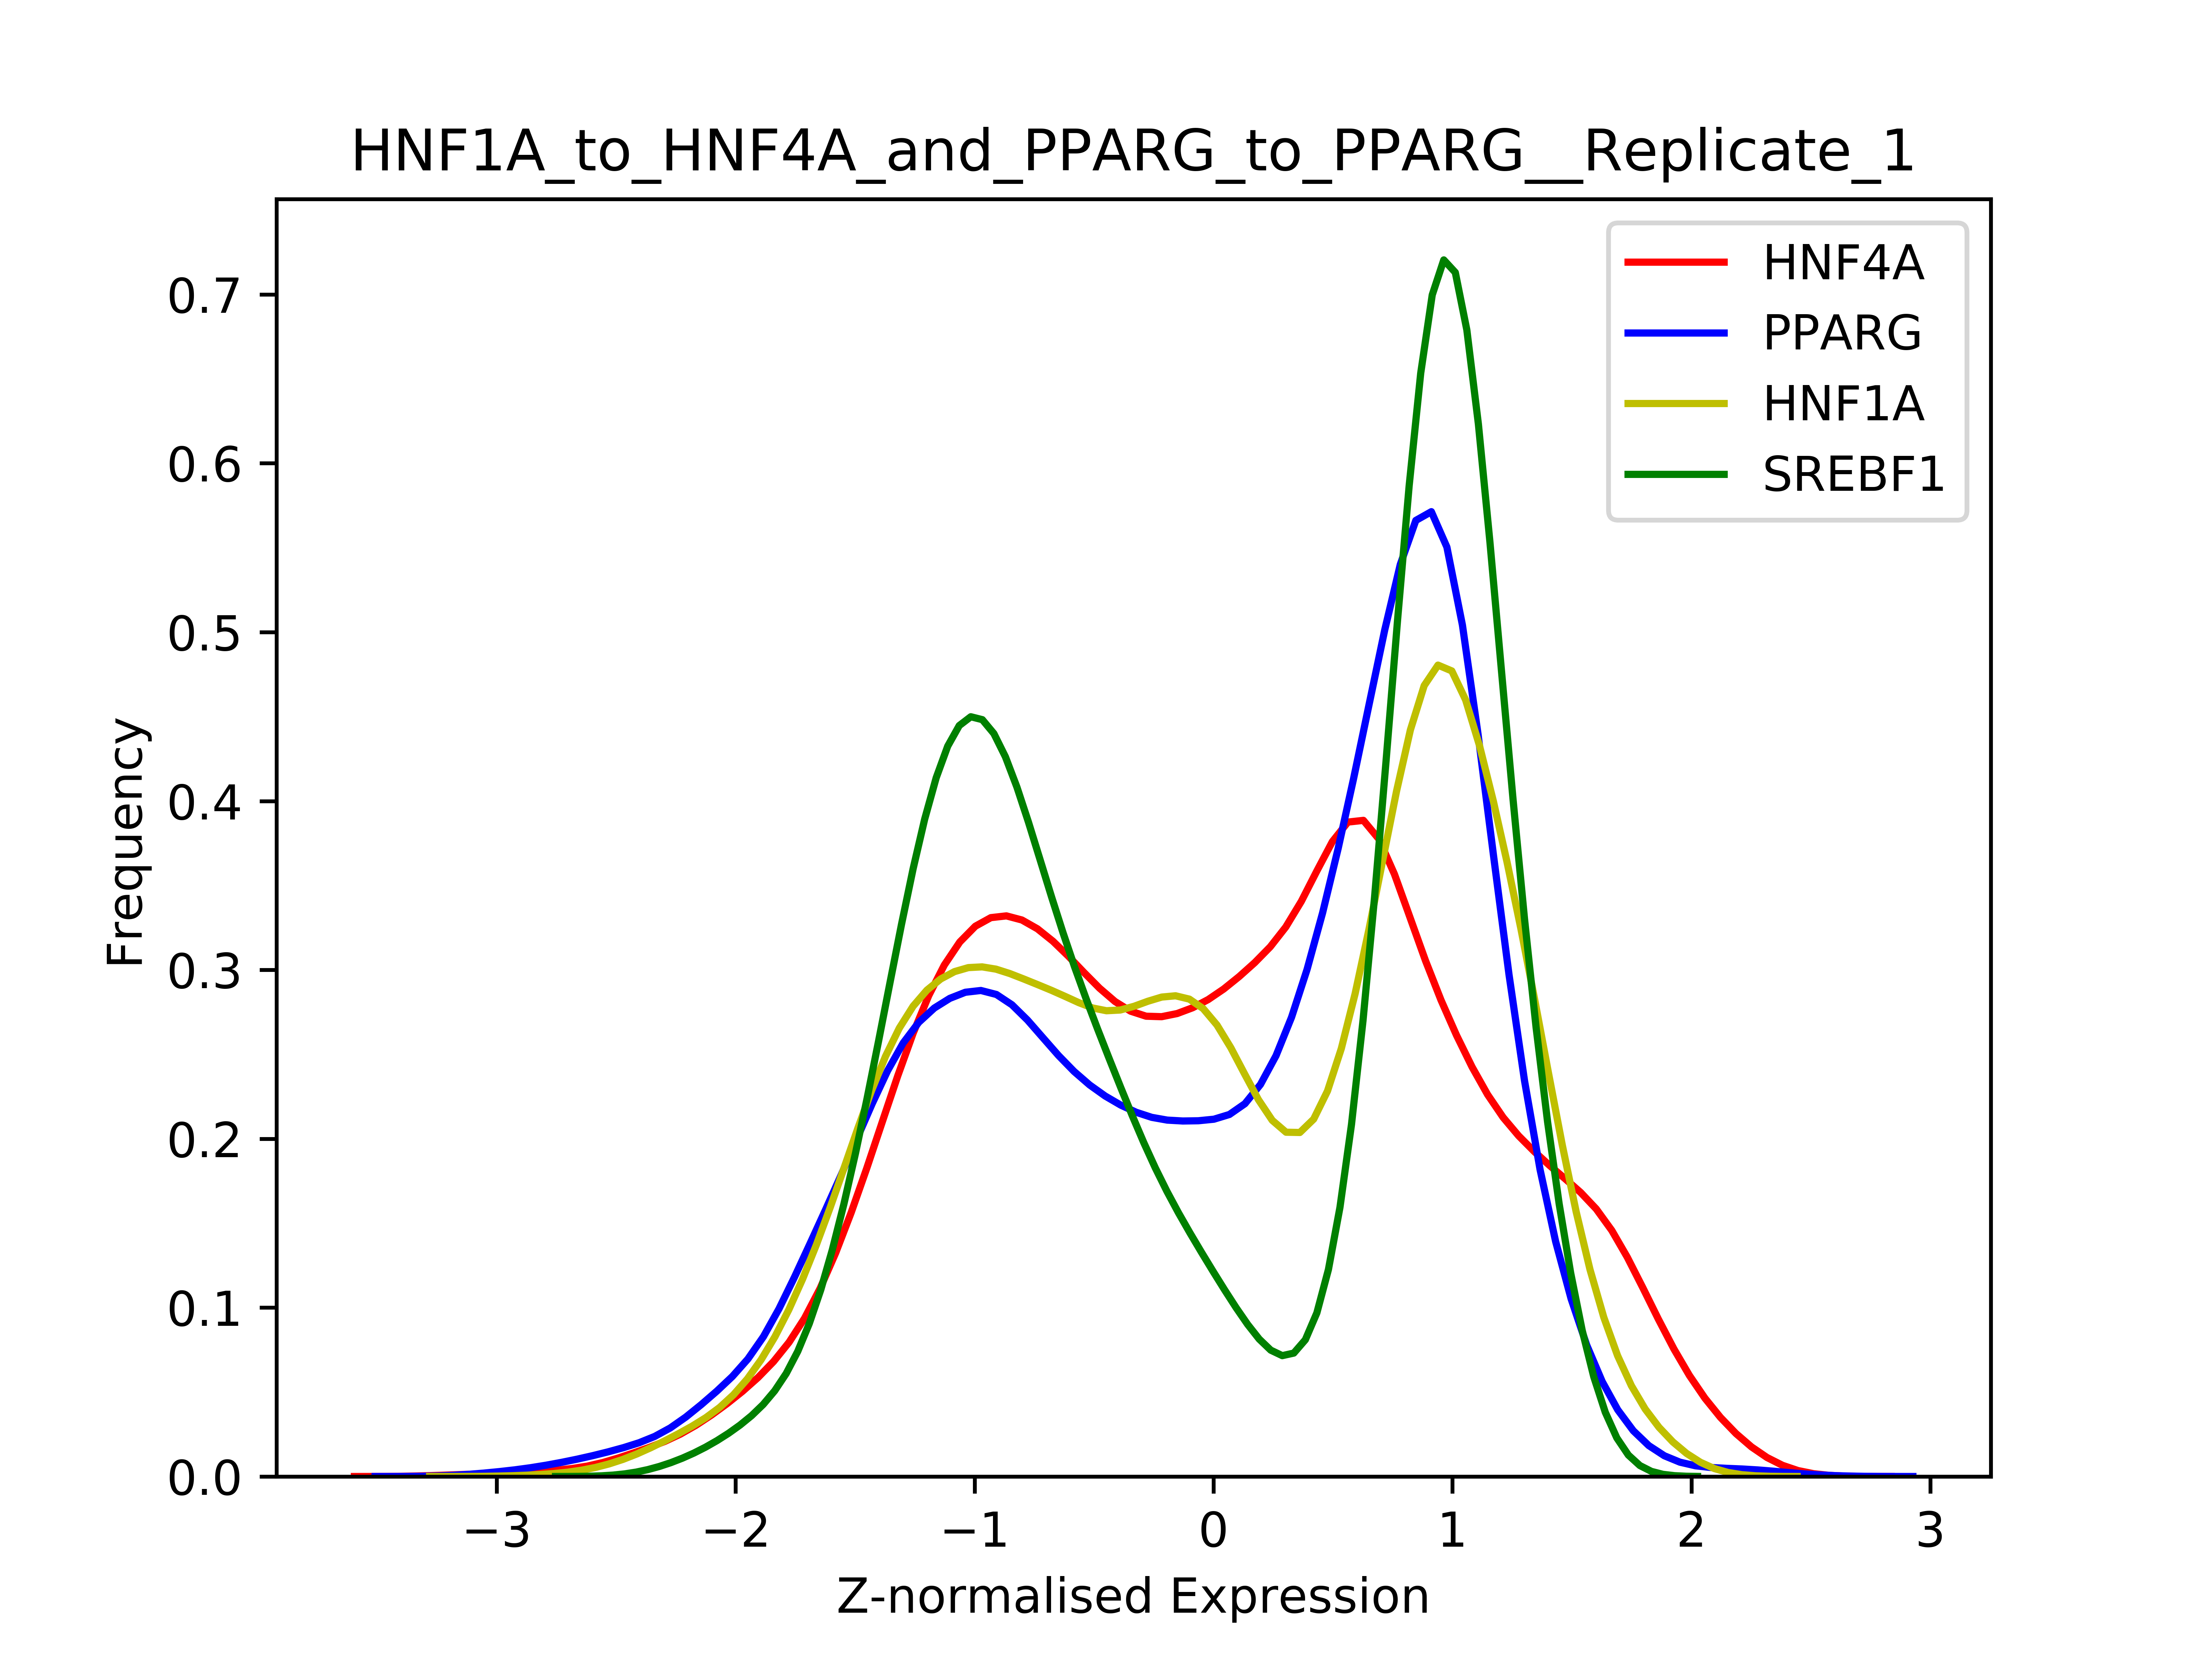 HNF1A_to_HNF4A_and_PPARG_to_PPARG__Replicate_1
HNF4A
PPARG
HNF1A
SREBF1
0.7
0.6
0.5
0.4
0.3
0.2
0.1
0.0
Frequency
−3 −2 −1 0 1 2 3
Z-normalised Expression